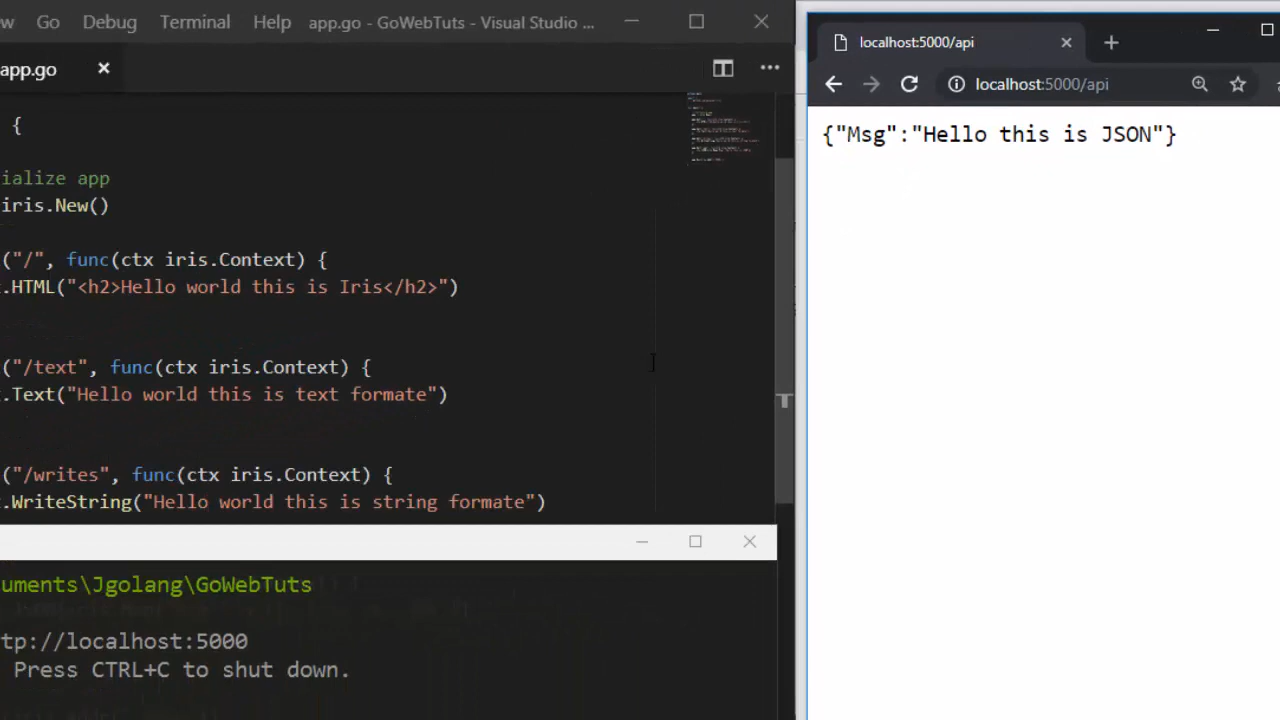 Go Debug Terminal Help app.go - GoWebTuts - Visual Studio ...
app.go
{
ialize app
iris.New()
("/", func(ctx iris.Context) {
.HTML("<h2>Hello world this is Iris</h2>")
("/text", func(ctx iris.Context) {
.Text("Hello world this is text formate")
("/writes", func(ctx iris.Context) {
.WriteString("Hello world this is string formate")
uments\Jgolang\GoWebTuts
tp://localhost:5000
Press CTRL+C to shut down.
localhost:5000/api
localhost:5000/api
{"Msg":"Hello this is JSON"}